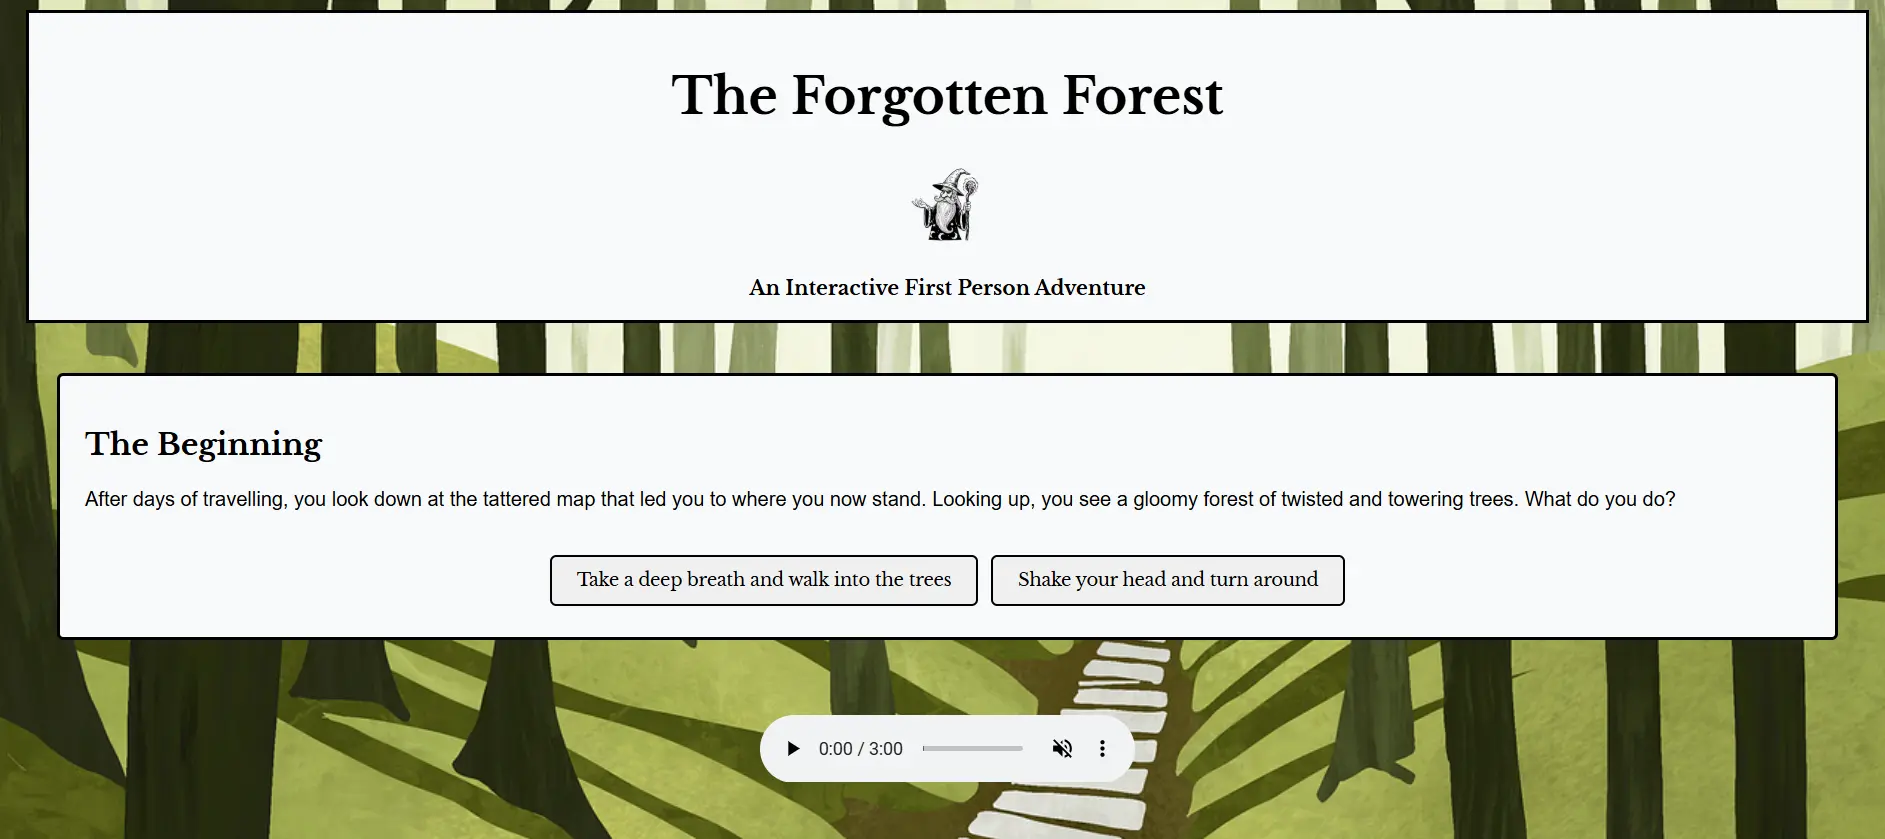 The Forgotten Forest
An Interactive First Person Adventure
The Beginning
After days of travelling, you look down at the tattered map that led you to where you now stand. Looking up, you see a gloomy forest of twisted and towering trees. What do you do?
Take a deep breath and walk into the trees
Shake your head and turn around
0:00 / 3:00